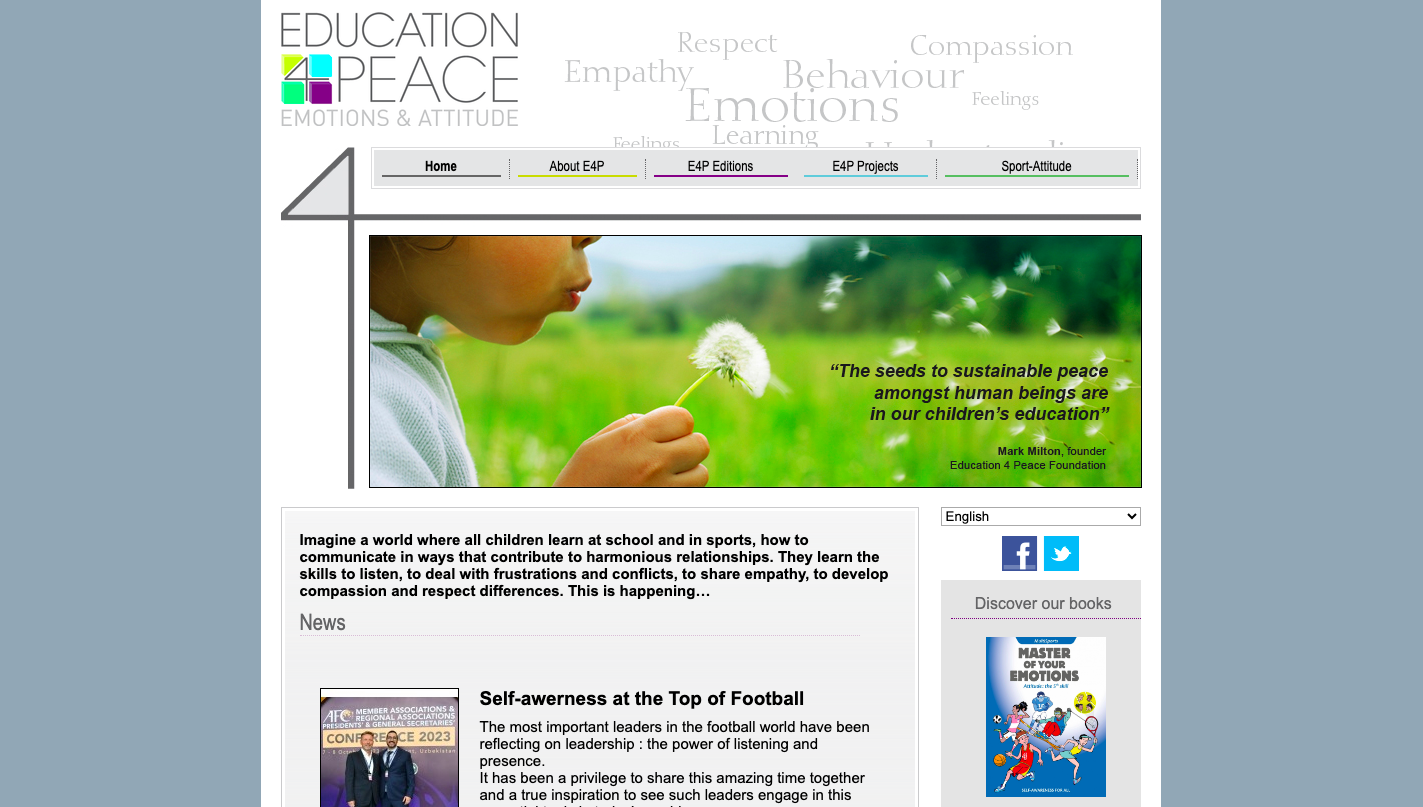 EDUCATION
4 PEACE
EMOTIONS & ATTITUDE
Respect
Compassion
Empathy
Behaviour
Emotions
Feelings
Learning
Feelings
Home
About E4P
E4P Editions
E4P Projects
Sport-Attitude
“The seeds to sustainable peace
amongst human beings are
in our children’s education”
Mark Milton, founder
Education 4 Peace Foundation
English
Imagine a world where all children learn at school and in sports, how to
communicate in ways that contribute to harmonious relationships. They learn the
skills to listen, to deal with frustrations and conflicts, to share empathy, to develop
compassion and respect differences. This is happening…
News
Discover our books
MASTER
OF YOUR
EMOTIONS
Attitude: the 5th skill
SELF-AWARENESS FOR ALL
AFC MEMBER ASSOCIATIONS &
REGIONAL ASSOCIATIONS
PRESIDENTS' & GENERAL SECRETARIES'
CONFERENCE 2023
Self-awerness at the Top of Football
The most important leaders in the football world have been
reflecting on leadership : the power of listening and
presence.
It has been a privilege to share this amazing time together
and a true inspiration to see such leaders engage in this